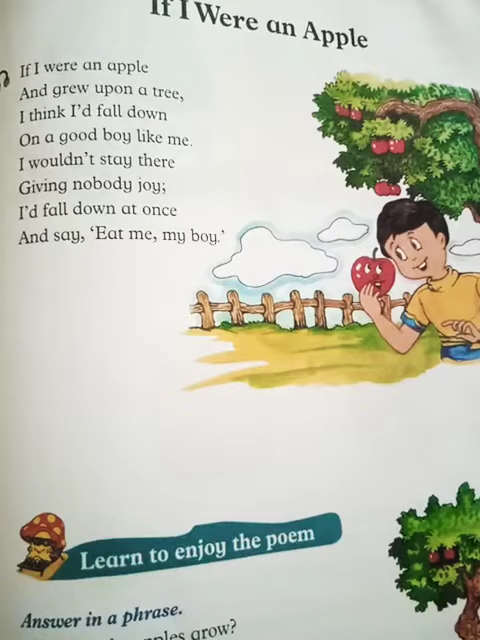 If I Were an Apple
If I were an apple
And grew upon a tree,
I think I'd fall down
On a good boy like me.
I wouldn't stay there
Giving nobody joy;
I'd fall down at once
And say, ‘Eat me, my boy.’
Learn to enjoy the poem
Answer in a phrase.
grow?